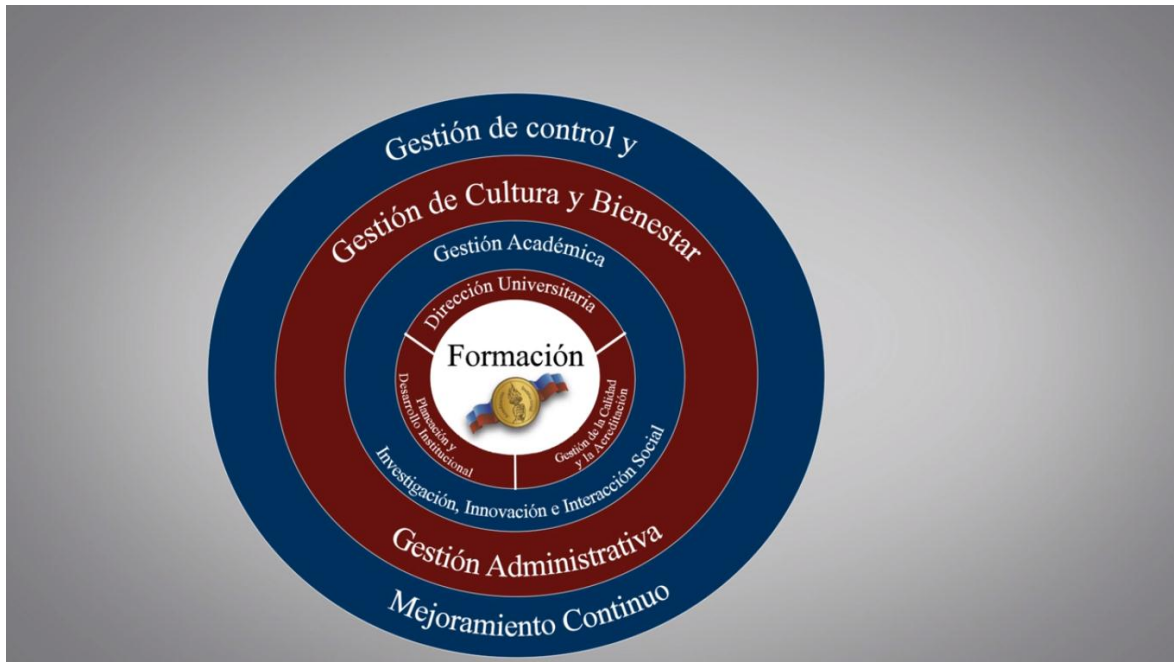 Gestión de control y
Gestión de Cultura y Bienestar
Gestión Académica
Dirección Universitaria
Formación
Planeación y
Desarrollo Institucional
Gestión de la Calidad
y la Acreditación
Investigación, Innovación e Interacción Social
Gestión Administrativa
Mejoramiento Continuo